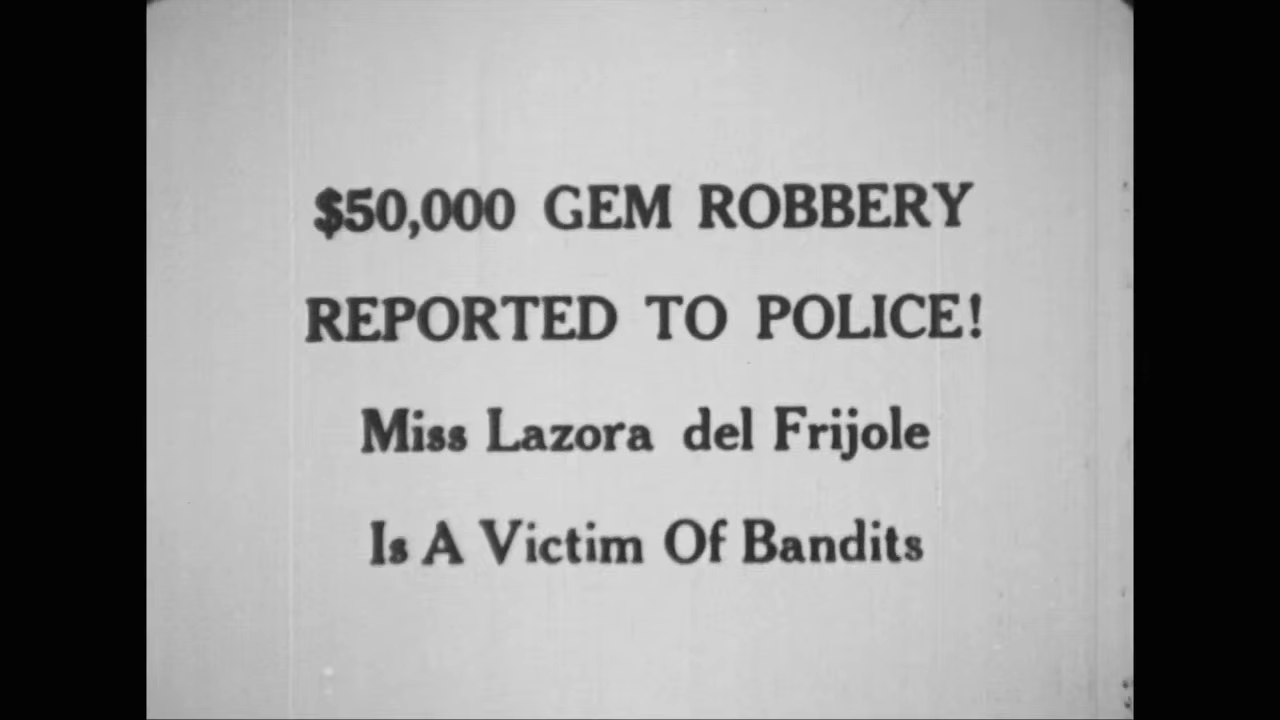 $50,000 GEM ROBBERY
REPORTED TO POLICE!
Miss Lazora del Frijole
Is A Victim Of Bandits